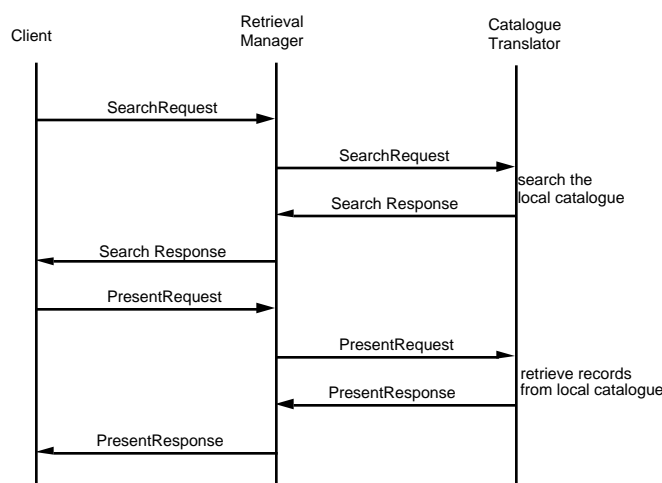 Client
Retrieval
Manager
Catalogue
Translator
SearchRequest
SearchRequest
search the
local catalogue
Search Response
Search Response
PresentRequest
PresentRequest
retrieve records
from local catalogue
PresentResponse
PresentResponse